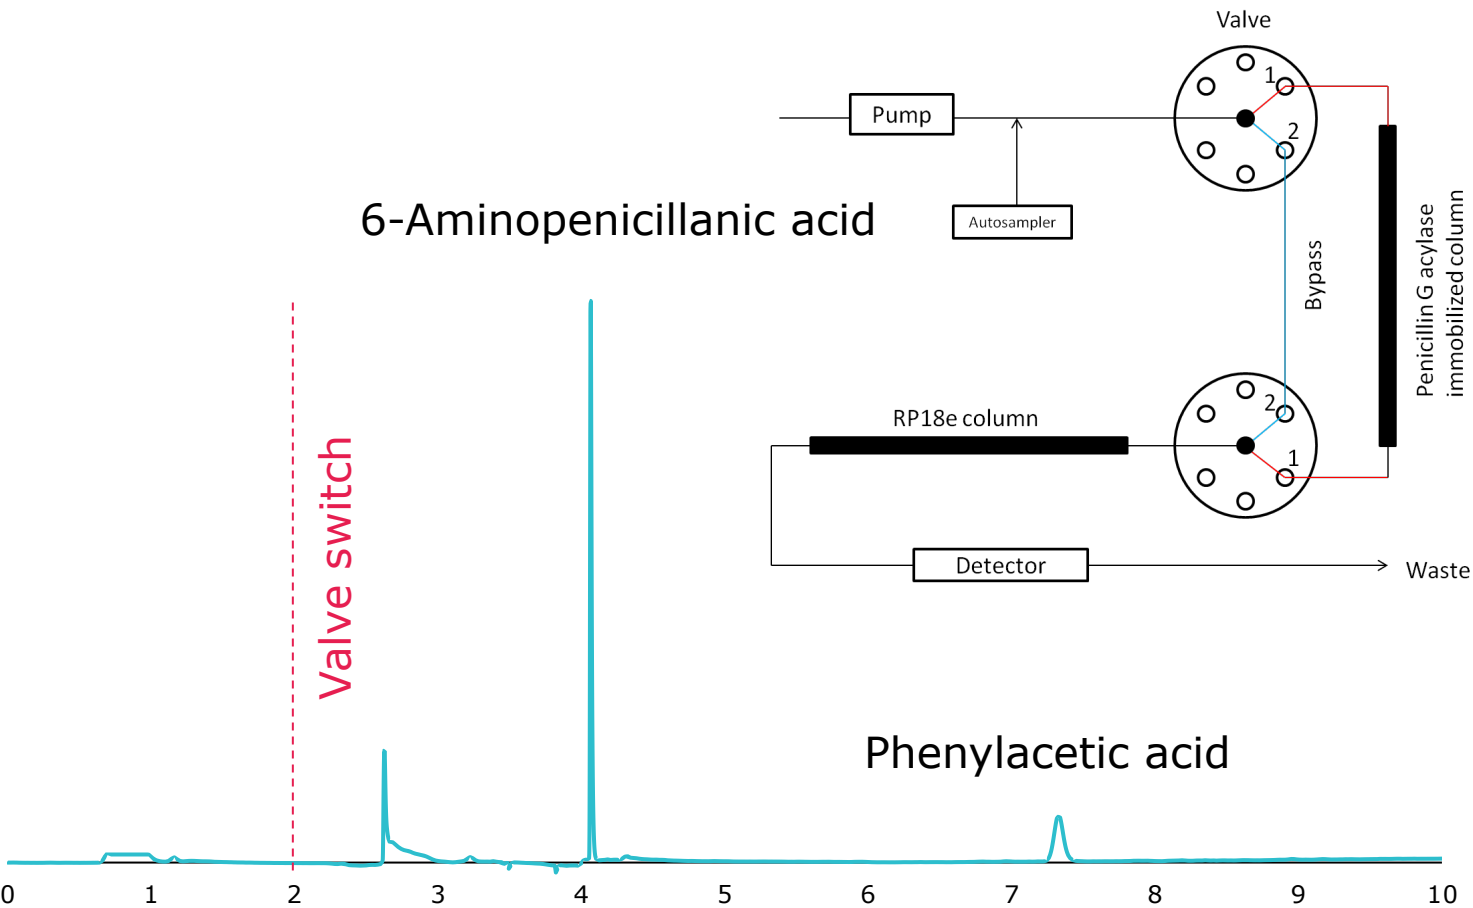 Valve
1
Pump
2
Autosampler
6-Aminopenicillanic acid
Bypass
Penicillin G acylase
immobilized column
2
RP18e column
1
Valve switch
Detector
Waste
Phenylacetic acid
0 1 2 3 4 5 6 7 8 9 10